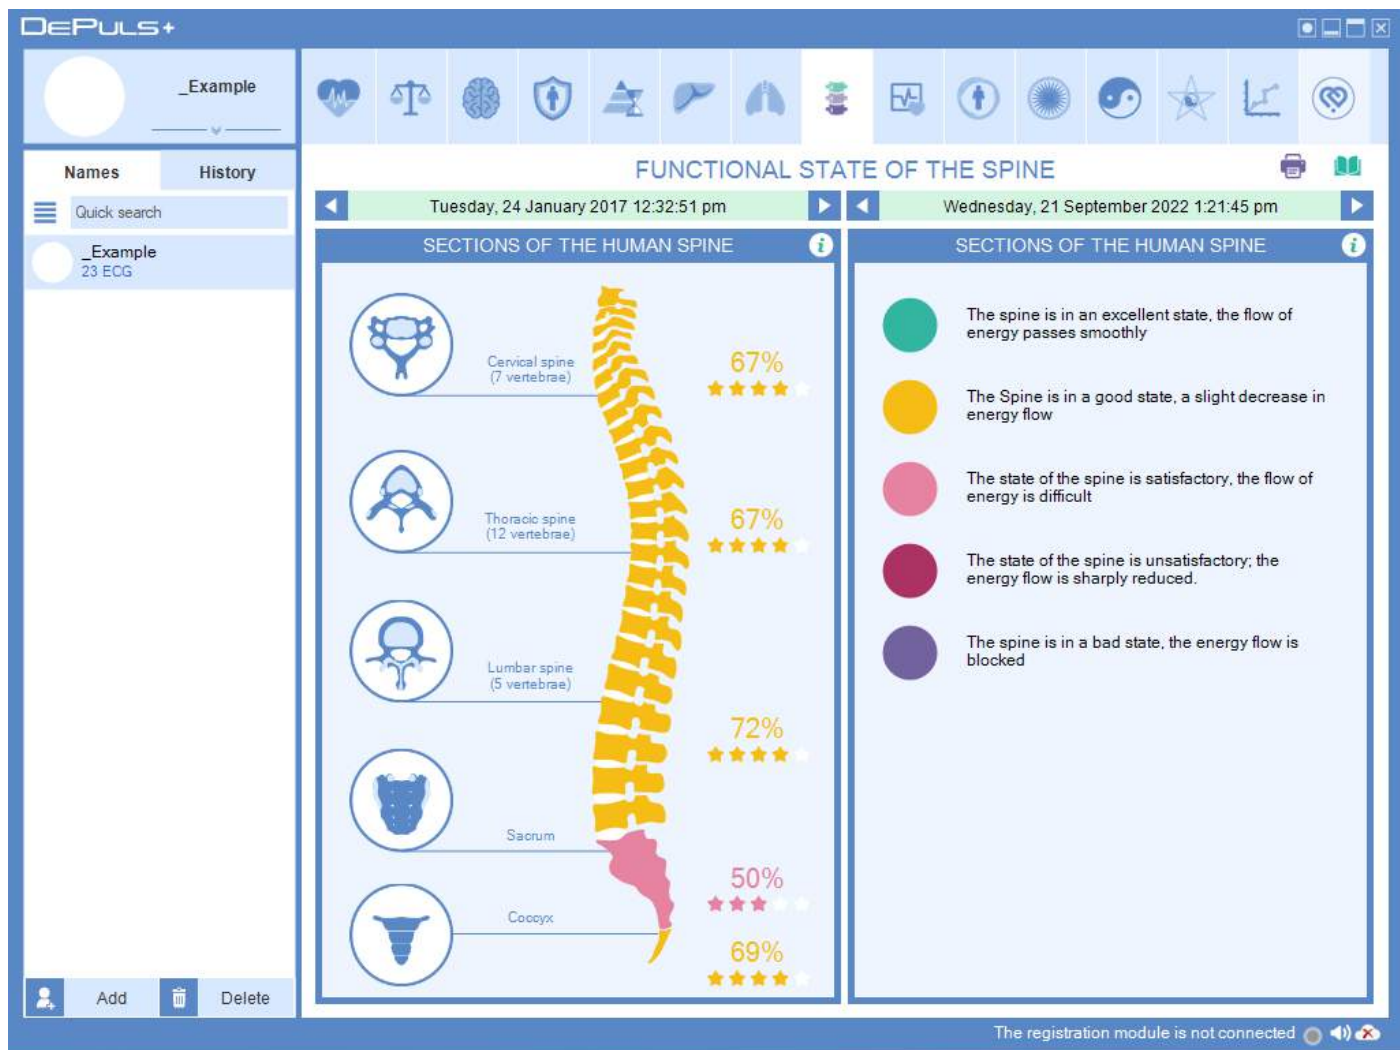 DEPULS+
_Example
Names
History
Quick search
_Example
23 ECG
Add
Delete
FUNCTIONAL STATE OF THE SPINE
Tuesday, 24 January 2017 12:32:51 pm
SECTIONS OF THE HUMAN SPINE
i
Cervical spine
(7 vertebrae)
67%
Thoracic spine
(12 vertebrae)
67%
Lumbar spine
(5 vertebrae)
72%
Sacrum
50%
Coccyx
69%
Wednesday, 21 September 2022 1:21:45 pm
SECTIONS OF THE HUMAN SPINE
i
The spine is in an excellent state, the flow of
energy passes smoothly
The Spine is in a good state, a slight decrease in
energy flow
The state of the spine is satisfactory, the flow of
energy is difficult
The state of the spine is unsatisfactory; the
energy flow is sharply reduced.
The spine is in a bad state, the energy flow is
blocked
The registration module is not connected